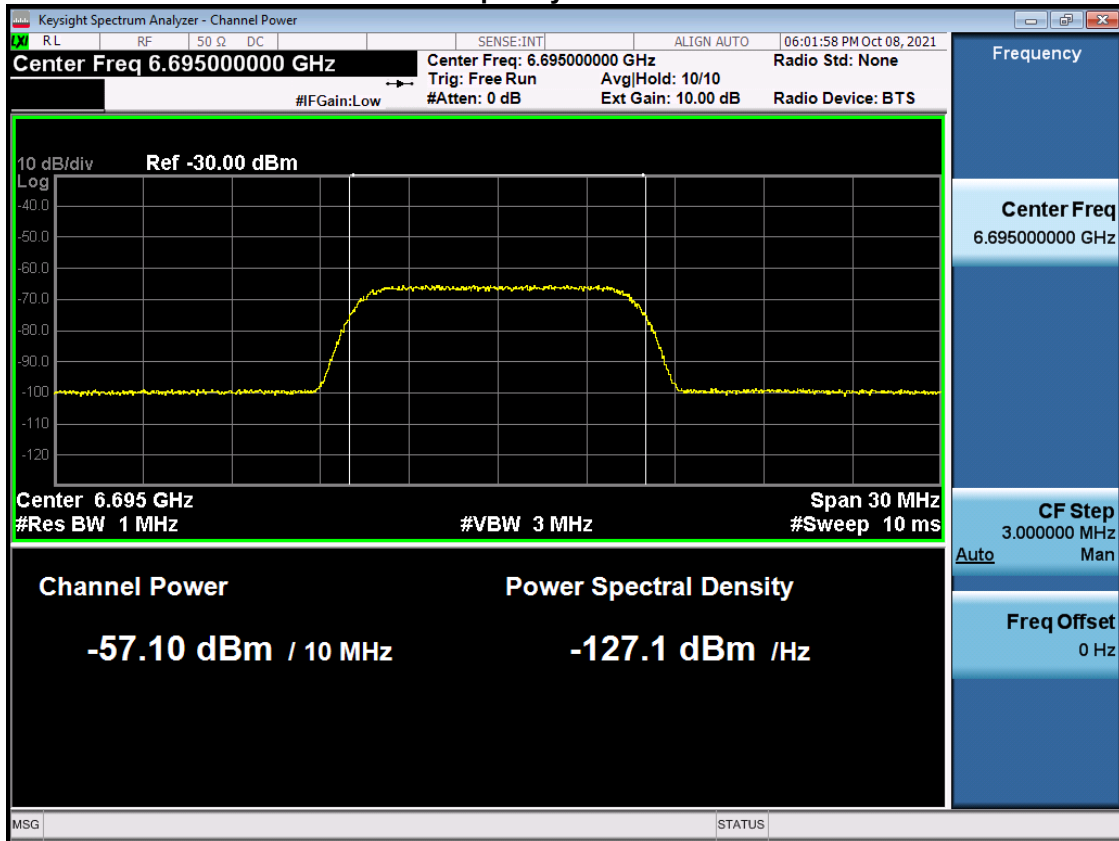 Keysight Spectrum Analyzer - Channel Power
LXI RL RF 50 Ω DC SENSE:INT ALIGN AUTO 06:01:58 PM Oct 08, 2021
Center Freq 6.695000000 GHz
Center Freq: 6.695000000 GHz Radio Std: None
Trig: Free Run Avg|Hold: 10/10
#IFGain:Low #Atten: 0 dB Ext Gain: 10.00 dB Radio Device: BTS
10 dB/div Ref -30.00 dBm
Log
-40.0
-50.0
-60.0
-70.0
-80.0
-90.0
-100
-110
-120
Center 6.695 GHz Span 30 MHz
#Res BW 1 MHz #VBW 3 MHz #Sweep 10 ms
Channel Power Power Spectral Density
-57.10 dBm / 10 MHz -127.1 dBm /Hz
Frequency
Center Freq
6.695000000 GHz
CF Step
3.000000 MHz
Auto Man
Freq Offset
0 Hz
MSG STATUS